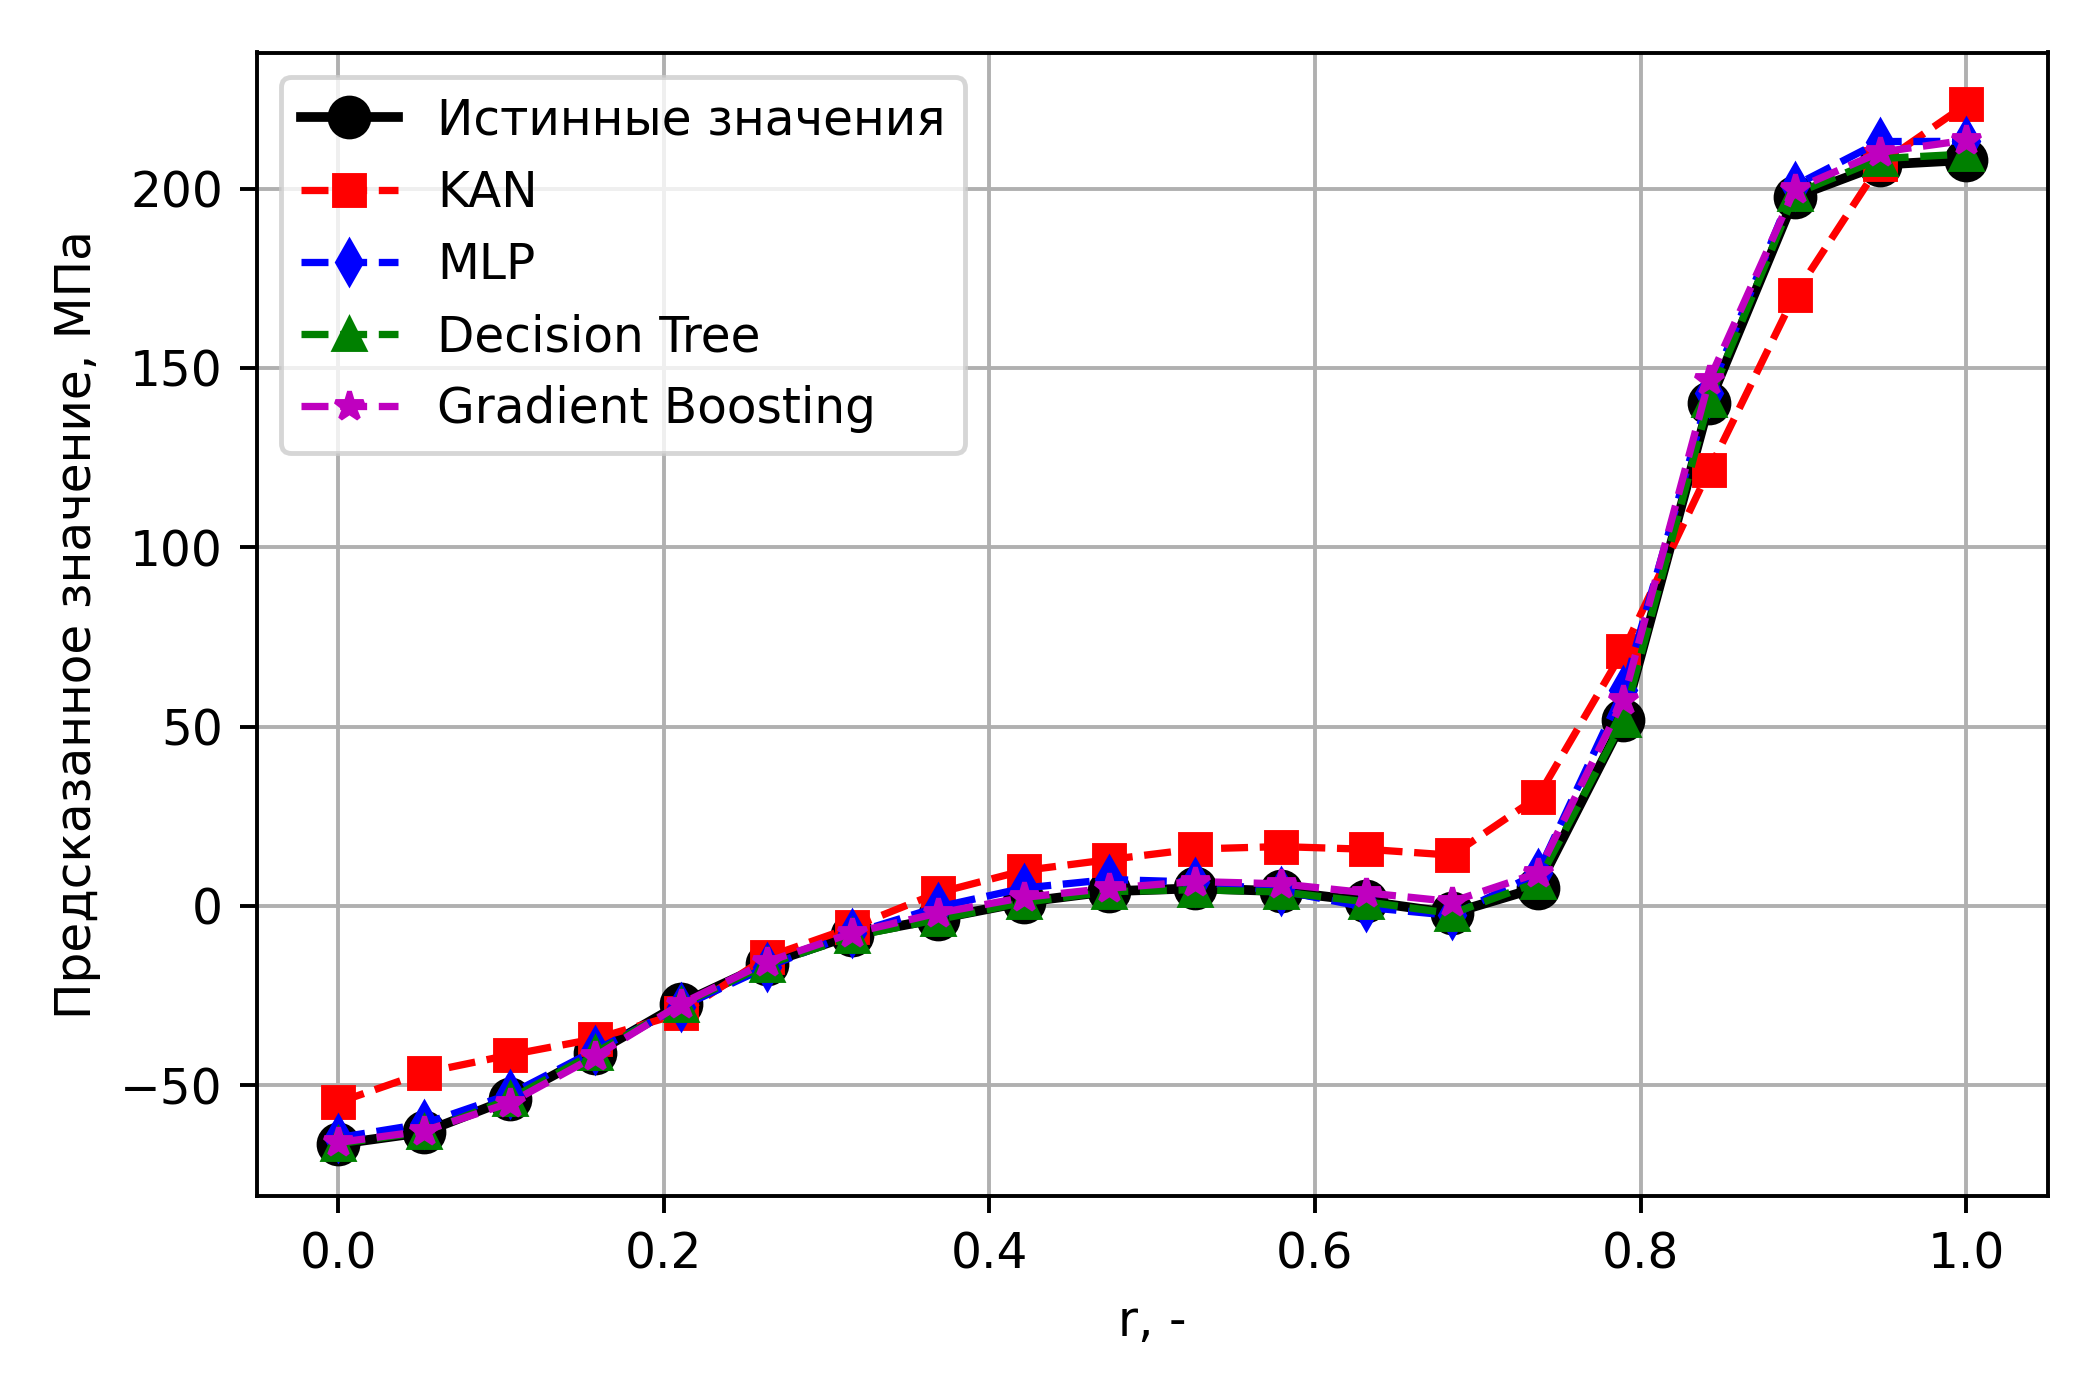 Истинные значения
KAN
MLP
Decision Tree
Gradient Boosting
Предсказанное значение, МПа
200
150
100
50
0
−50
0.0 0.2 0.4 0.6 0.8 1.0
r, -